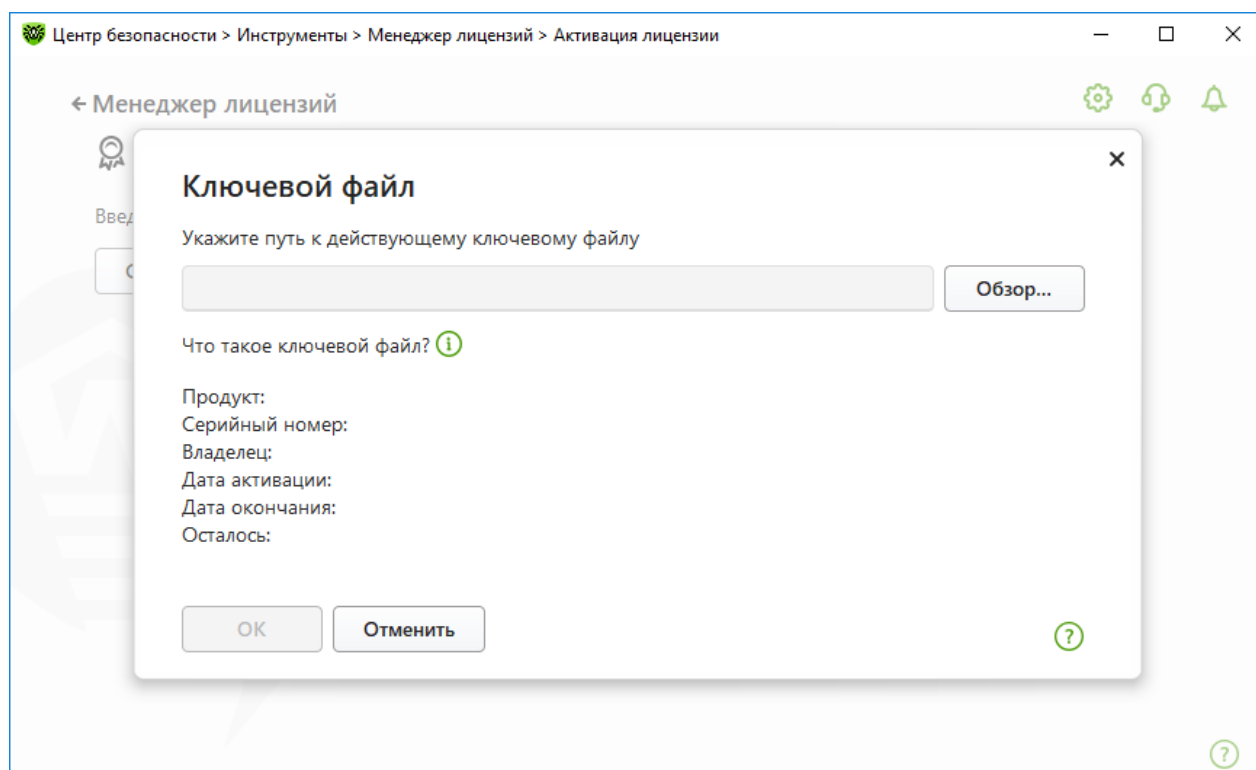 Центр безопасности > Инструменты > Менеджер лицензий > Активация лицензии
Менеджер лицензий
Ключевой файл
Укажите путь к действующему ключевому файлу
Обзор...
Что такое ключевой файл?
Продукт:
Серийный номер:
Владелец:
Дата активации:
Дата окончания:
Осталось:
ОК
Отменить